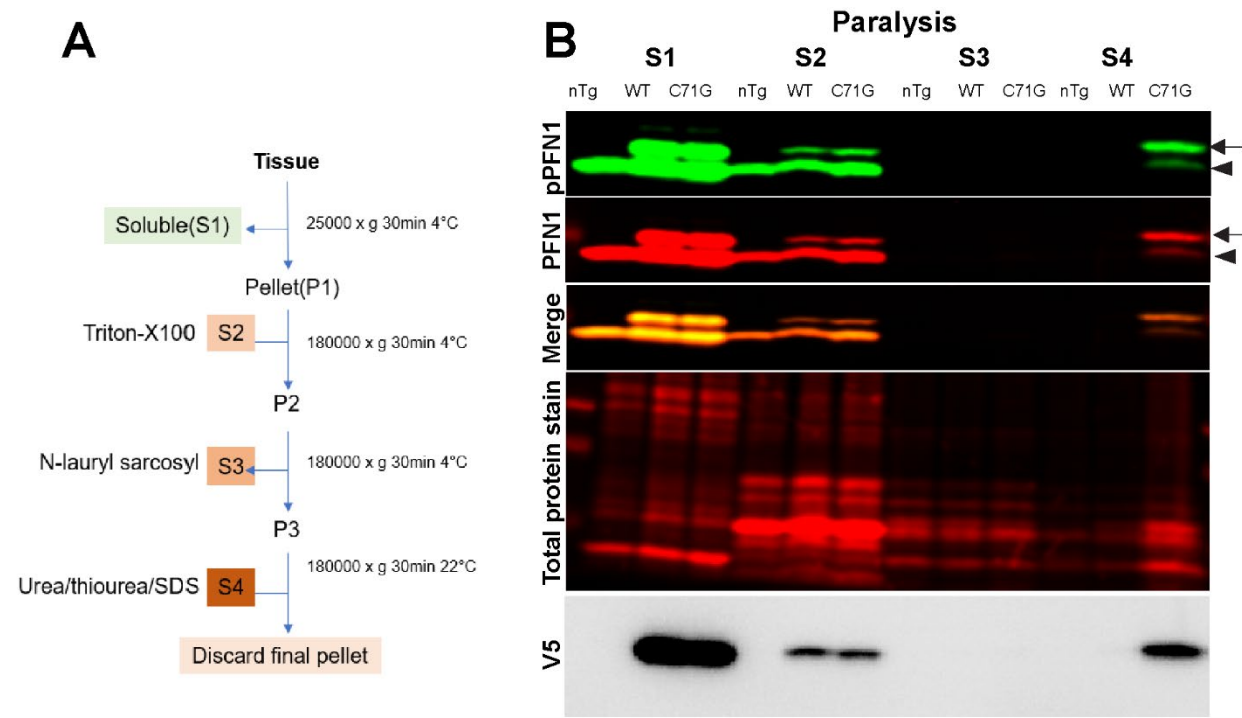 A
Tissue
Soluble(S1)
25000 x g 30min 4°C
Pellet(P1)
Triton-X100
S2
180000 x g 30min 4°C
P2
N-lauryl sarcosyl
S3
180000 x g 30min 4°C
P3
Urea/thiourea/SDS
S4
180000 x g 30min 22°C
Discard final pellet
B
Paralysis
S1 S2 S3 S4
nTg WT C71G nTg WT C71G nTg WT C71G nTg WT C71G
pPFN1
PFN1
Merge
Total protein stain
V5